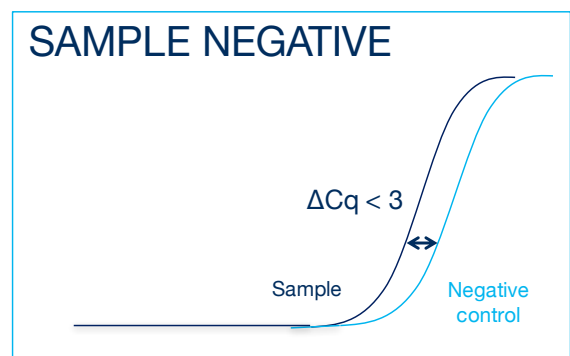 SAMPLE NEGATIVE
ΔCq < 3
Sample
Negative
control